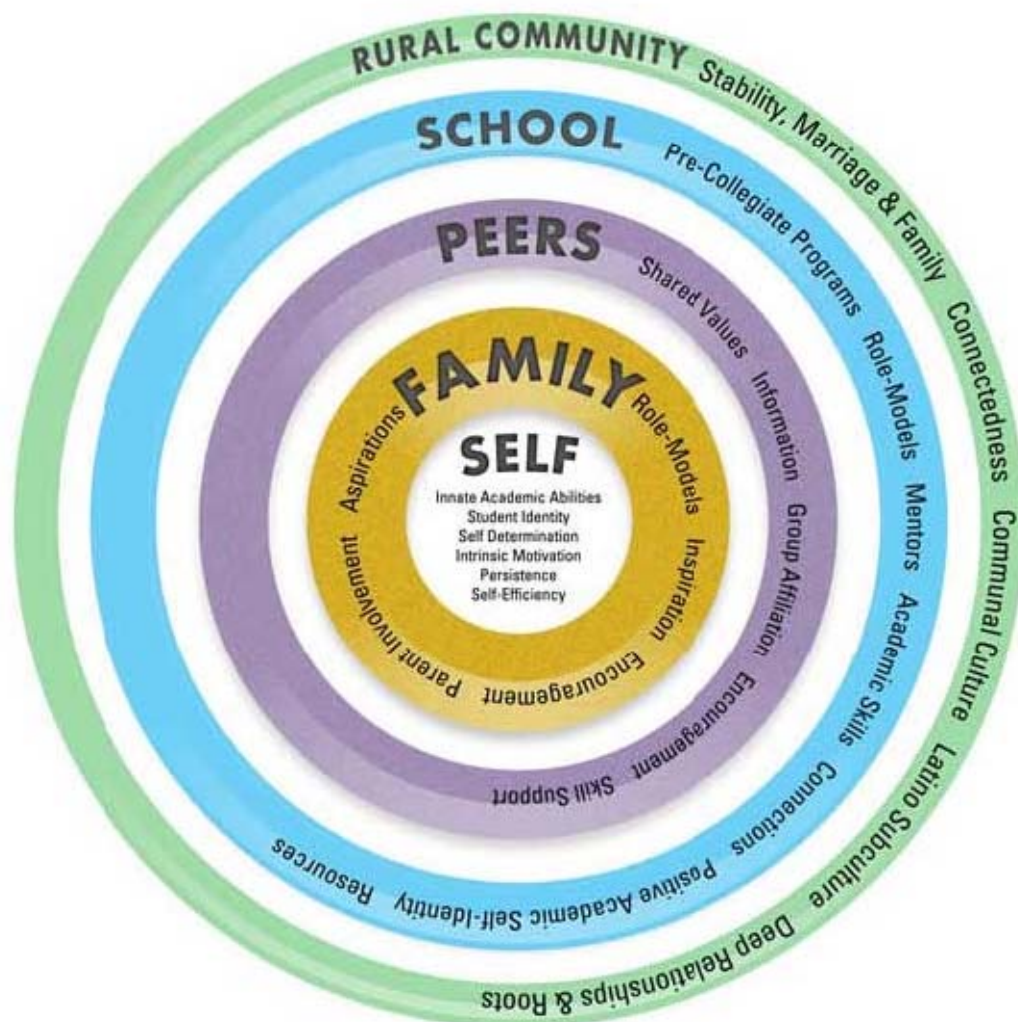 RURAL COMMUNITY
Stability, Marriage & Family
Connectedness
Communal Culture
Latino Subculture
Deep Relationships & Roots
SCHOOL
Pre-Collegiate Programs
Role-Models
Mentors
Academic Skills
Connections
Positive Academic Self-Identity
Resources
PEERS
Shared Values
Information
Group Affiliation
Encouragement
Skill Support
FAMILY
Role-Models
Inspiration
Encouragement
Parent Involvement
Aspirations
SELF
Innate Academic Abilities
Student Identity
Self Determination
Intrinsic Motivation
Persistence
Self-Efficiency